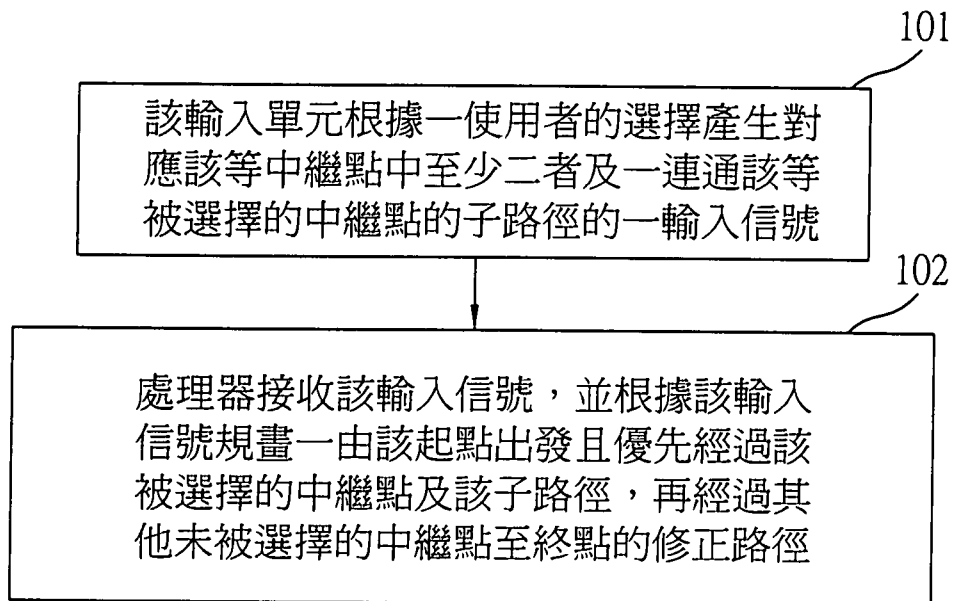 101
該輸入單元根據一使用者的選擇產生對
應該等中繼點中至少二者及一連通該等
被選擇的中繼點的子路徑的一輸入信號
102
處理器接收該輸入信號，並根據該輸入
信號規畫一由該起點出發且優先經過該
被選擇的中繼點及該子路徑，再經過其
他未被選擇的中繼點至終點的修正路徑